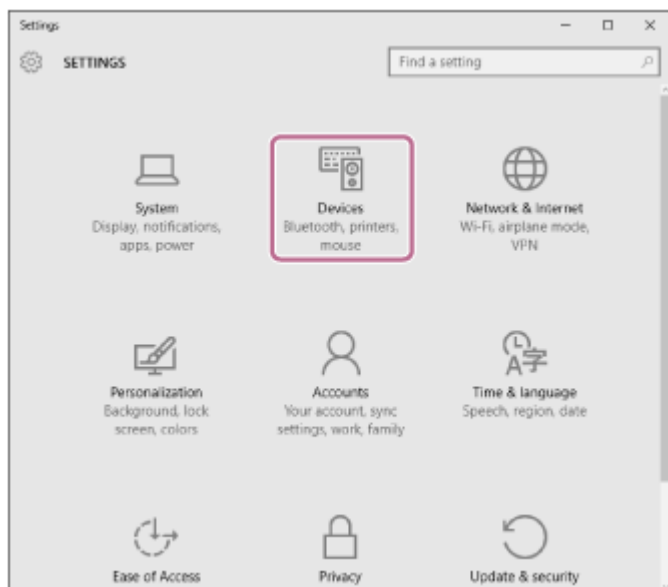 Settings
SETTINGS
Find a setting
System
Display, notifications,
apps, power
Devices
Bluetooth, printers,
mouse
Network & Internet
Wi-Fi, airplane mode,
VPN
Personalization
Background, lock
screen, colors
Accounts
Your account, sync
settings, work, family
Time & language
Speech, region, date
A字
Ease of Access
Privacy
Update & security